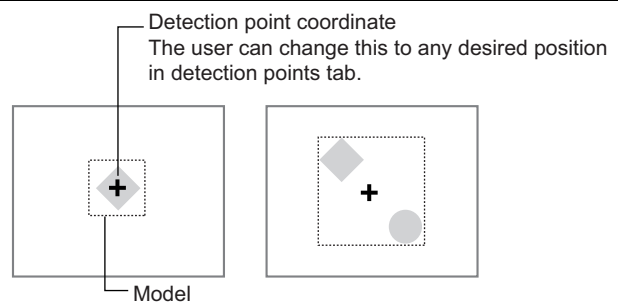 Detection point coordinate
The user can change this to any desired position
in detection points tab.
Model